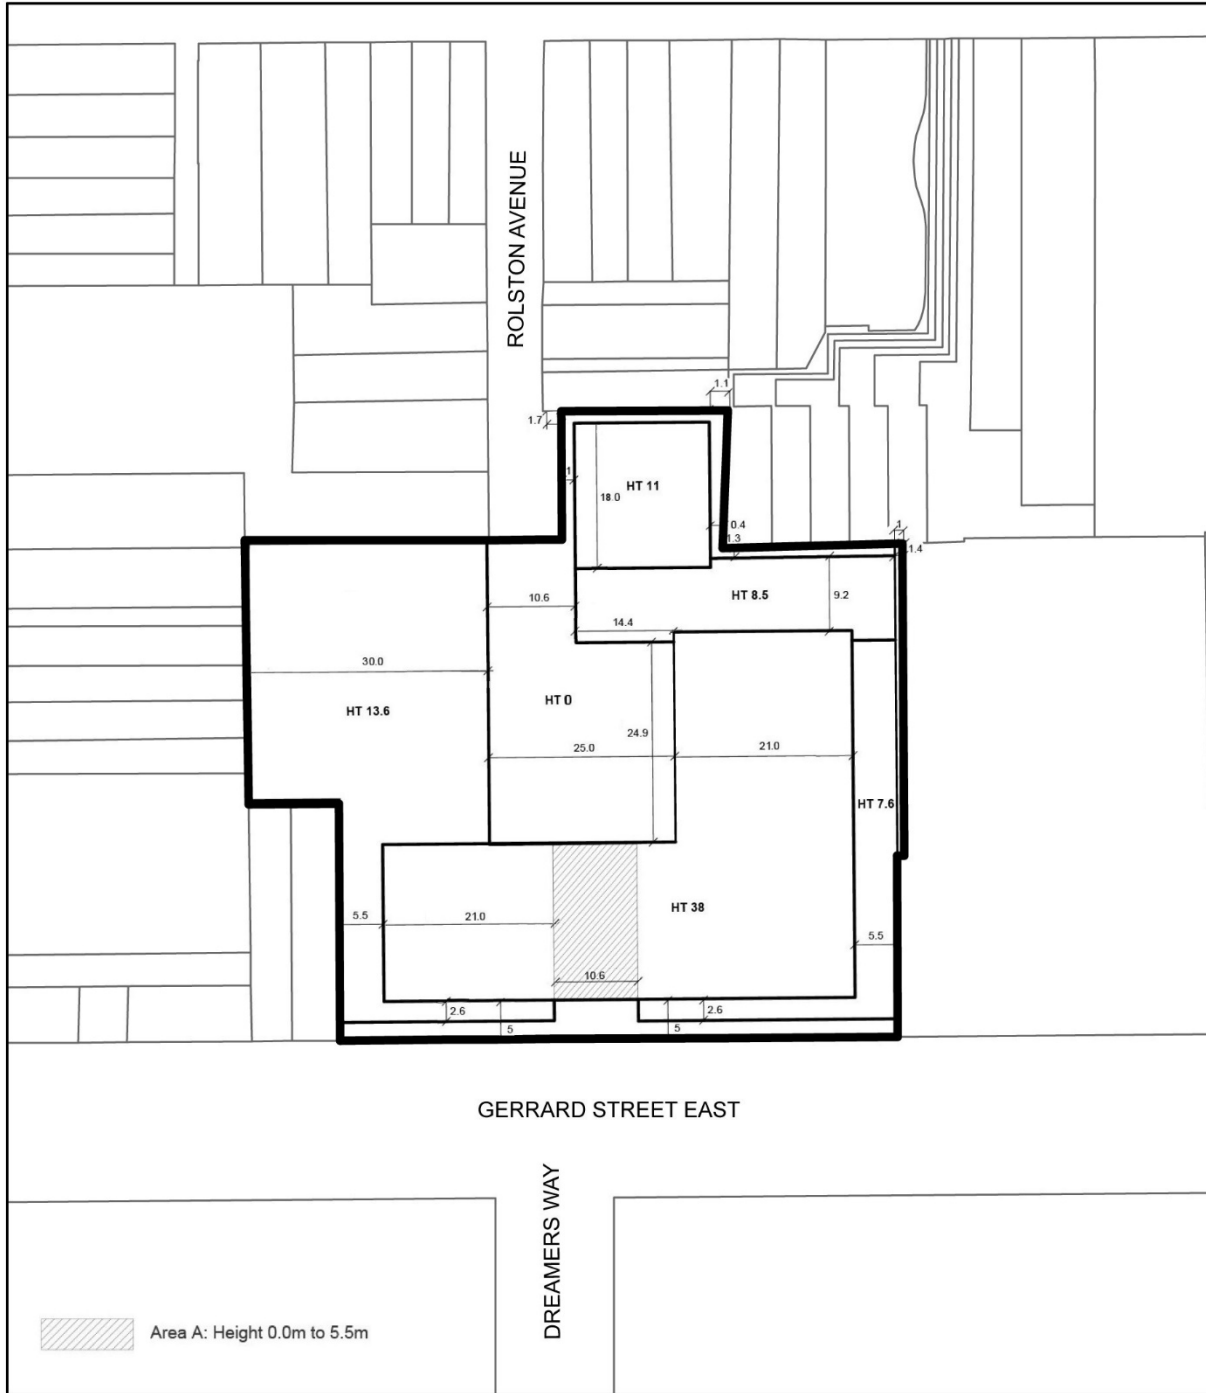 ROLSTON AVENUE
1.1
1.7
1
HT 11
18.0
0.4
1.3
1
1.4
10.6
HT 8.5
9.2
14.4
30.0
HT 13.6
HT 0
24.9
25.0
21.0
HT 7.6
HT 38
5.5
21.0
5.5
10.6
2.6
5
2.6
5
GERRARD STREET EAST
DREAMERS WAY
Area A: Height 0.0m to 5.5m